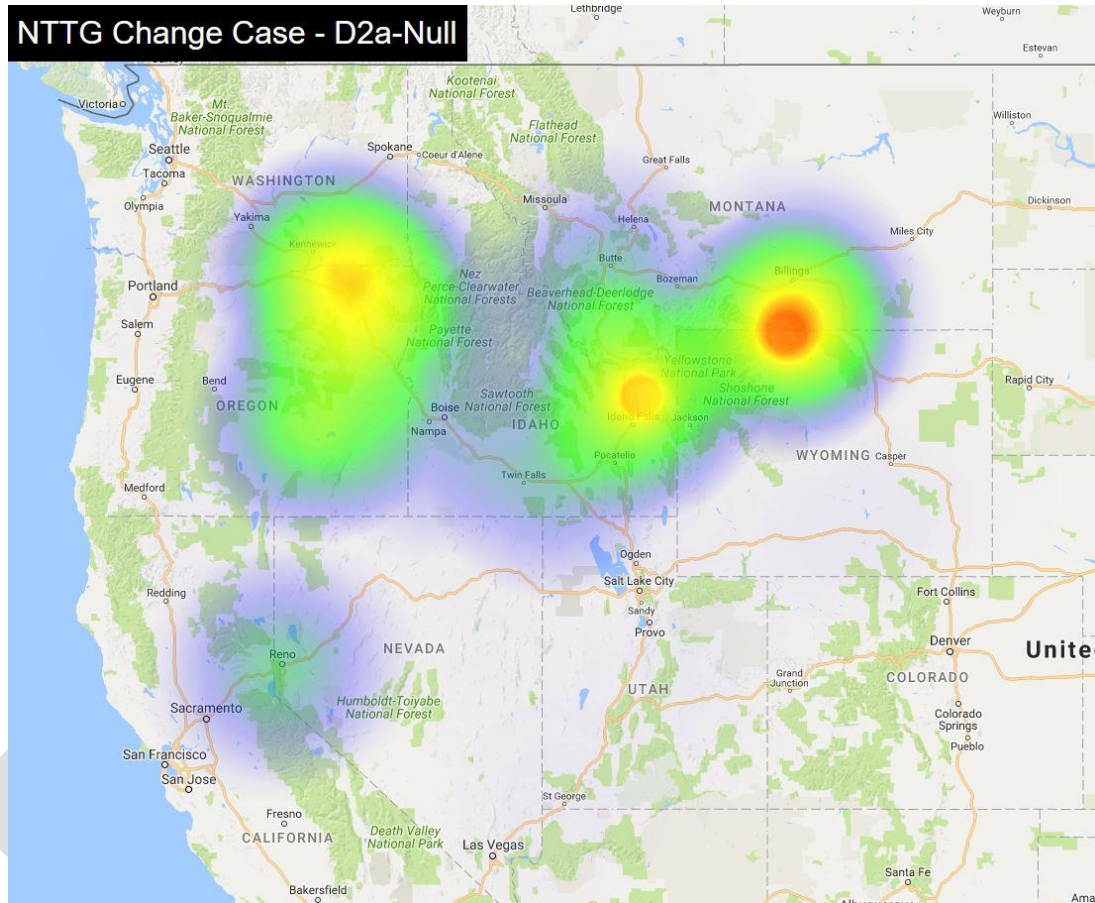 NTTG Change Case - D2a-Null
Lethbridge
Weyburn
Estevan
Kootenai
National Forest
Victoria
Mt.
Baker-Snoqualmie
National Forest
Flathead
National Forest
Williston
Seattle
Spokane
Coeur d'Alene
Great Falls
Tacoma
WASHINGTON
Olympia
Missoula
MONTANA
Dickinson
Yakima
Helena
Miles City
Kennewick
Butte
Billings
Nez
Perce-Clearwater
National Forests
Bozeman
Portland
Beaverhead-Deerlodge
National Forest
Salem
Payette
National Forest
Yellowstone
National Park
Eugene
Bend
Sawtooth
National Forest
Shoshone
National Forest
Rapid City
OREGON
Boise
Idaho Falls
Jackson
Nampa
IDAHO
Pocatello
WYOMING
Casper
Twin Falls
Medford
Ogden
Salt Lake City
Redding
Fort Collins
Sandy
Provo
Reno
NEVADA
Denver
Unite
Grand
Junction
COLORADO
UTAH
Humboldt-Toiyabe
National Forest
Sacramento
Colorado
Springs
Pueblo
San Francisco
San Jose
St George
Fresno
CALIFORNIA
Death Valley
National Park
Las Vegas
Santa Fe
Bakersfield
Ama